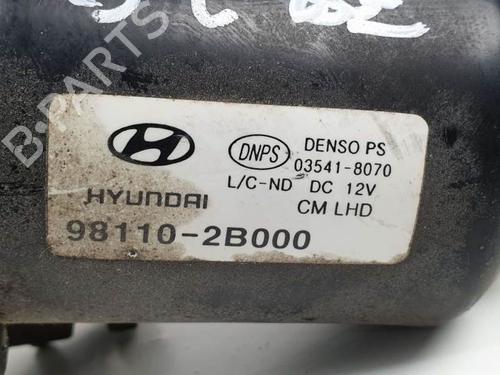 HYUNDAI
98110-2B000
DNPS DENSO PS
03541-8070
L/C-ND DC 12V
CM LHD
B-PARTS